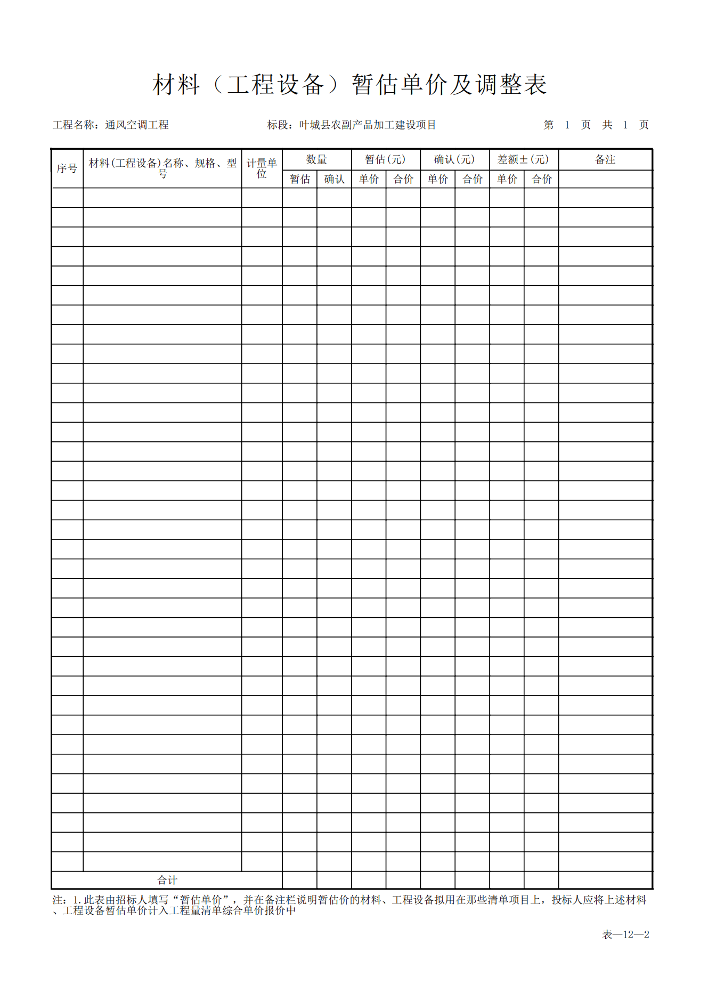 材料（工程设备）暂估单价及调整表
工程名称：通风空调工程 标段：叶城县农副产品加工建设项目 第 1 页 共 1 页
序号 材料(工程设备)名称、规格、型号 计量单位 数量 暂估(元) 确认(元) 差额±(元) 备注
暂估 确认 单价 合价 单价 合价 单价 合价
合计
注：1.此表由招标人填写“暂估单价”，并在备注栏说明暂估价的材料、工程设备拟用在那些清单项目上，投标人应将上述材料
、工程设备暂估单价计入工程量清单综合单价报价中
表—12—2